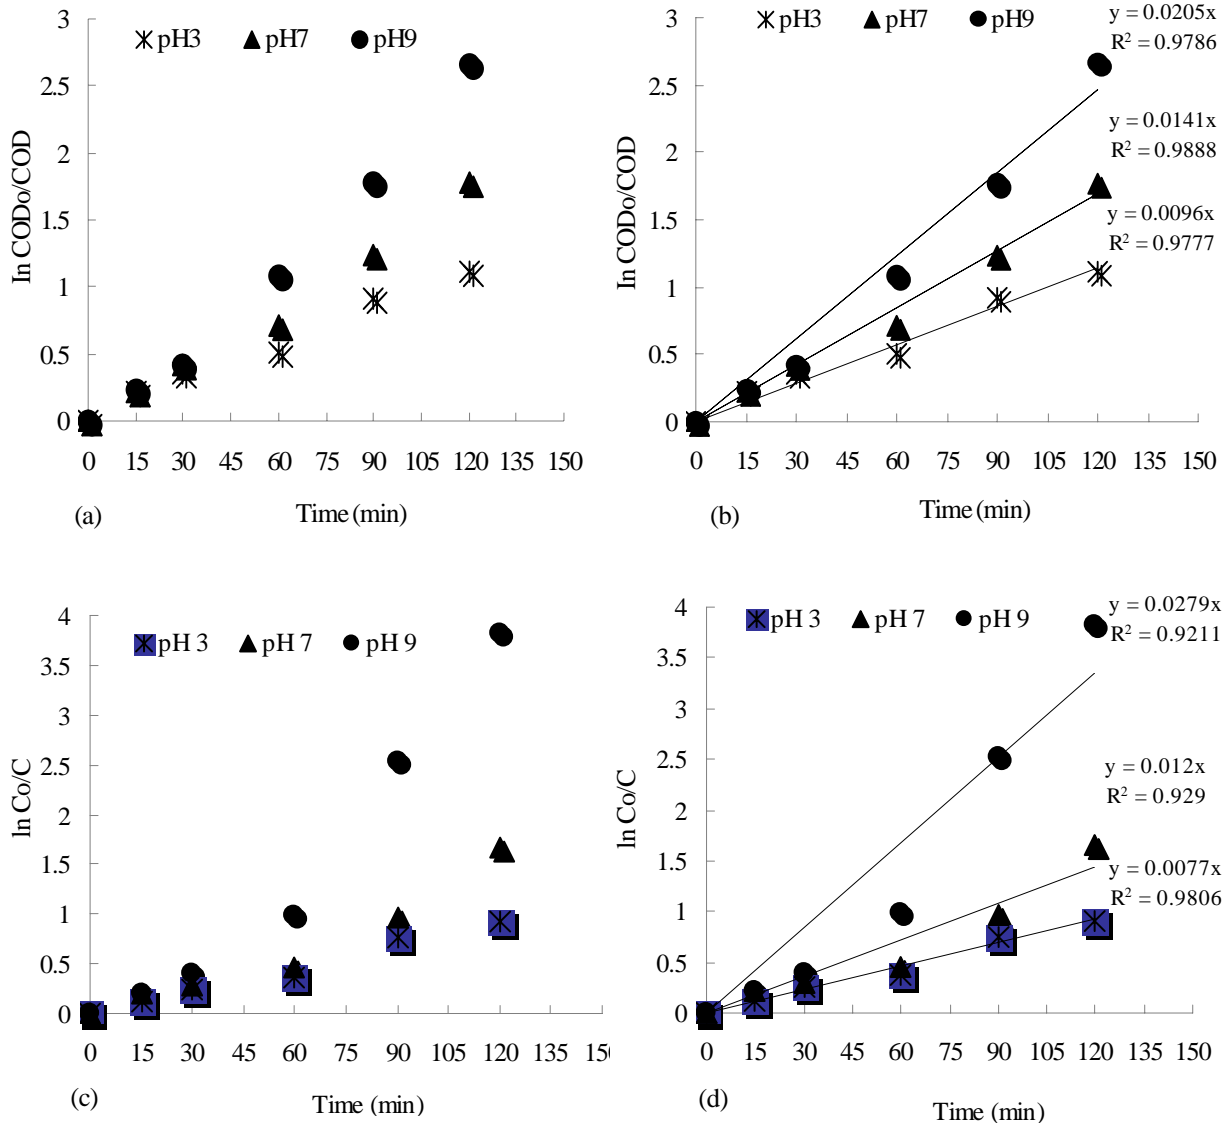 3
2.5
2
1.5
1
0.5
0
ln CODo/COD
pH3 pH7 pH9
0 15 30 45 60 75 90 105 120 135 150
Time (min)
(a)
3
2.5
2
1.5
1
0.5
0
ln CODo/COD
pH3 pH7 pH9
y = 0.0205x
R² = 0.9786
y = 0.0141x
R² = 0.9888
y = 0.0096x
R² = 0.9777
0 15 30 45 60 75 90 105 120 135 150
Time (min)
(b)
4
3.5
3
2.5
2
1.5
1
0.5
0
ln Co/C
pH 3 pH 7 pH 9
0 15 30 45 60 75 90 105 120 135 15
Time (min)
(c)
4
3.5
3
2.5
2
1.5
1
0.5
0
ln Co/C
pH 3 pH 7 pH 9
y = 0.0279x
R² = 0.9211
y = 0.012x
R² = 0.929
y = 0.0077x
R² = 0.9806
0 15 30 45 60 75 90 105 120 135 150
Time (min)
(d)